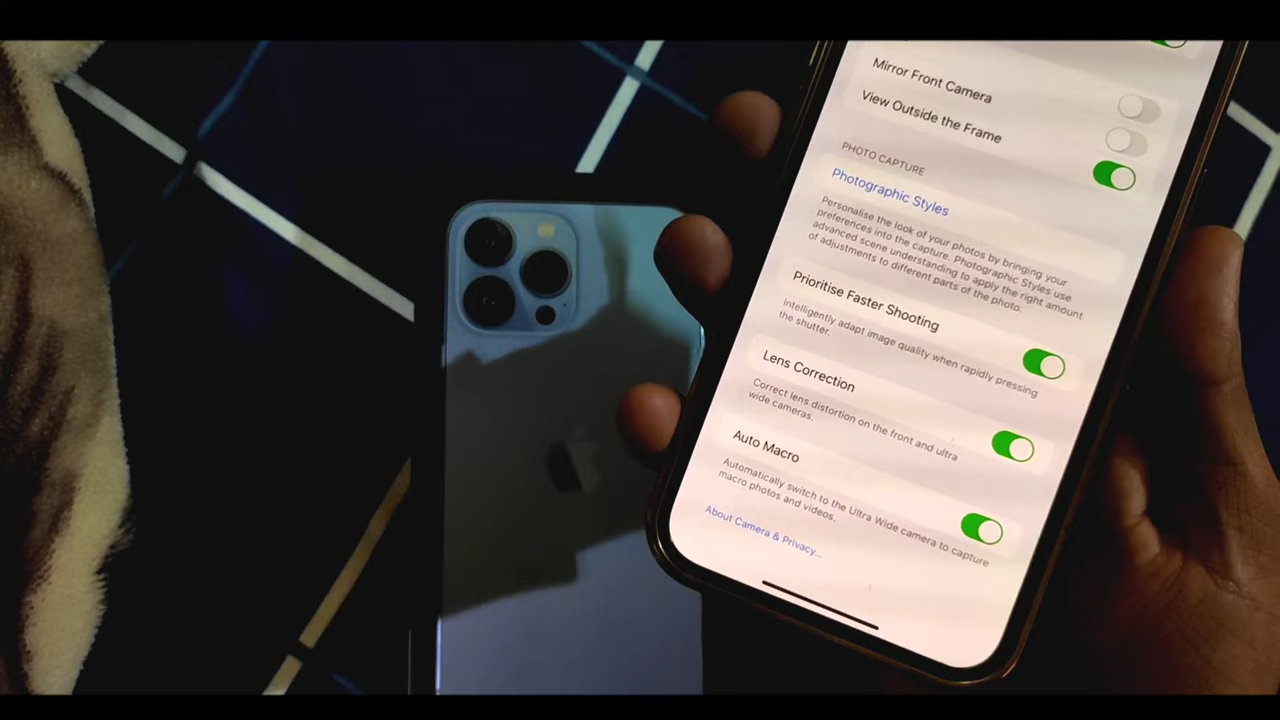 Mirror Front Camera
View Outside the Frame
PHOTO CAPTURE
Photographic Styles
Personalise the look of your photos by bringing your
preferences into the capture. Photographic Styles use
advanced scene understanding to apply the right amount
of adjustments to different parts of the photo.
Prioritise Faster Shooting
Intelligently adapt image quality when rapidly pressing
the shutter.
Lens Correction
Correct lens distortion on the front and ultra
wide cameras.
Auto Macro
Automatically switch to the Ultra Wide camera to capture
macro photos and videos.
About Camera & Privacy...